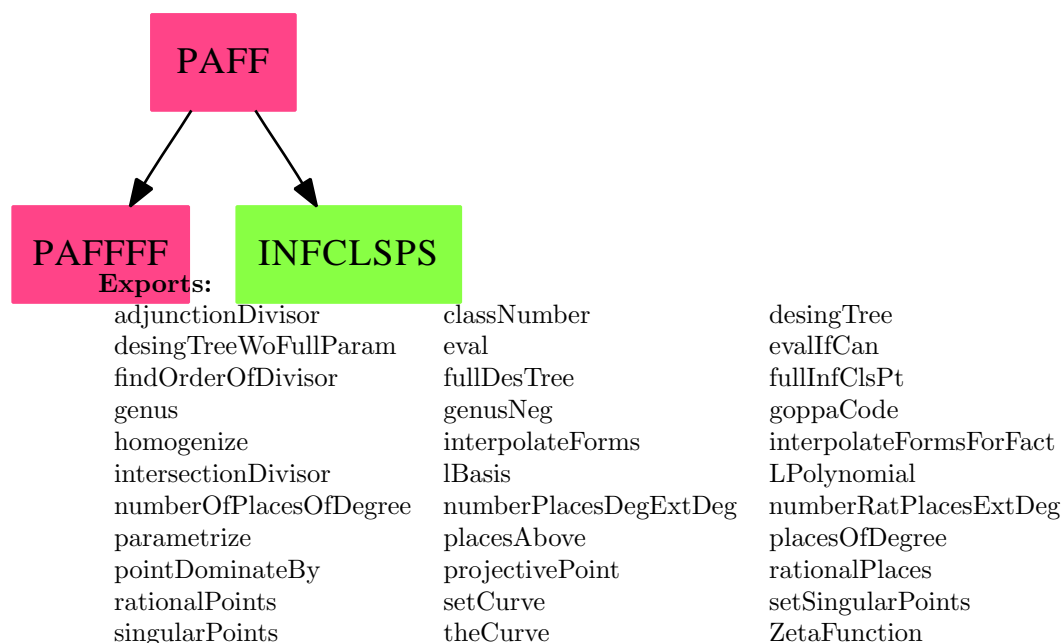 PAFF
PAFFFF INFCLSPS
Exports:
adjunctionDivisor classNumber desingTree
desingTreeWoFullParam eval evalIfCan
findOrderOfDivisor fullDesTree fullInfClsPt
genus genusNeg goppaCode
homogenize interpolateForms interpolateFormsForFact
intersectionDivisor lBasis LPolynomial
numberOfPlacesOfDegree numberPlacesDegExtDeg numberRatPlacesExtDeg
parametrize placesAbove placesOfDegree
pointDominateBy projectivePoint rationalPlaces
rationalPoints setCurve setSingularPoints
singularPoints theCurve ZetaFunction